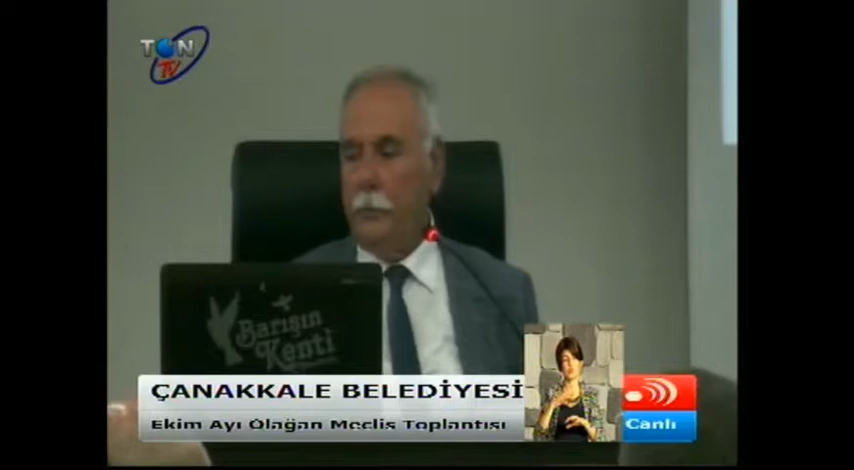 TON
TV
Barışın
Kenti
ÇANAKKALE BELEDİYESİ
Ekim Ayı Olağan Meclis Toplantısı
Canlı